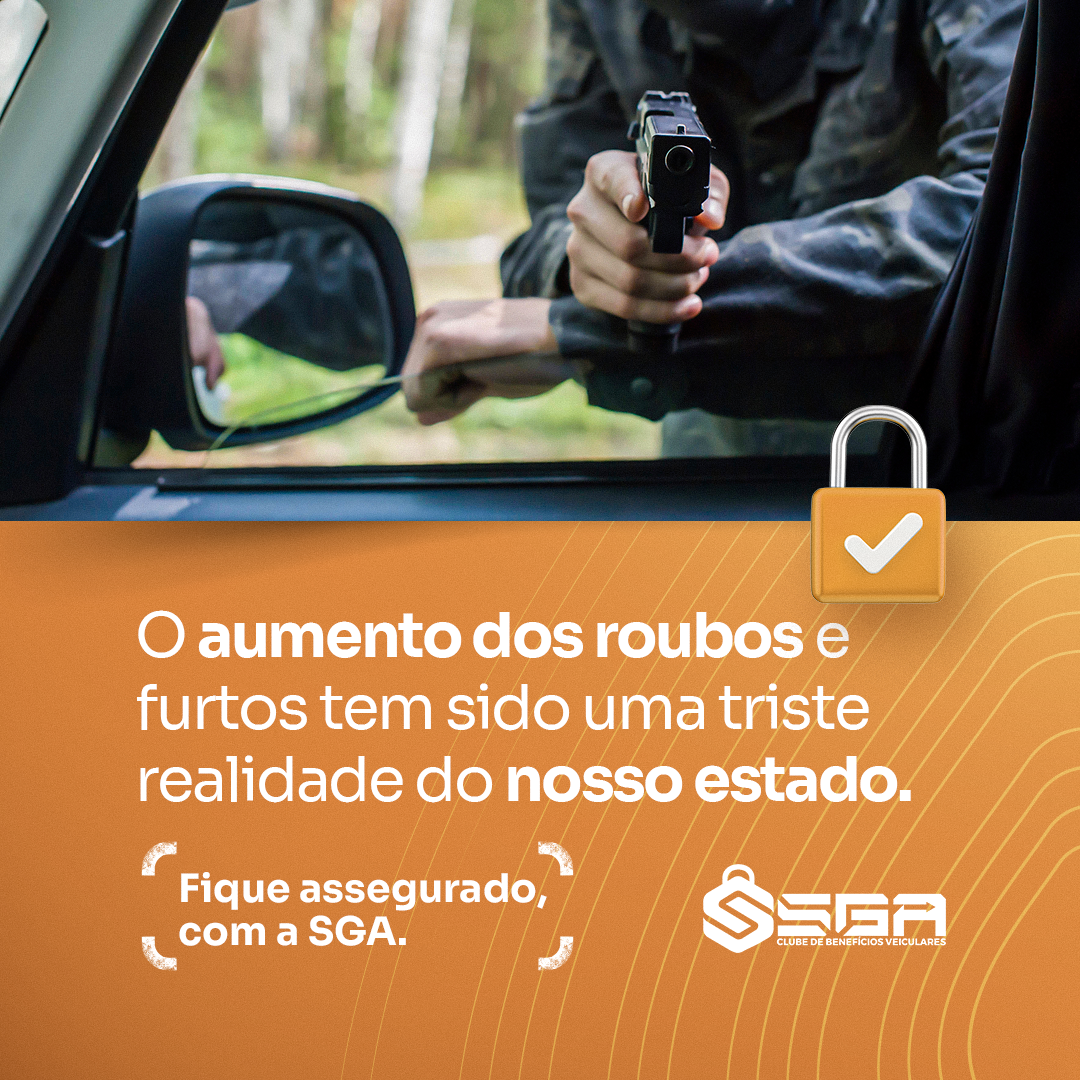 O aumento dos roubos e
furtos tem sido uma triste
realidade do nosso estado.
Fique assegurado,
com a SGA.
SGA
CLUBE DE BENEFÍCIOS VEICULARES